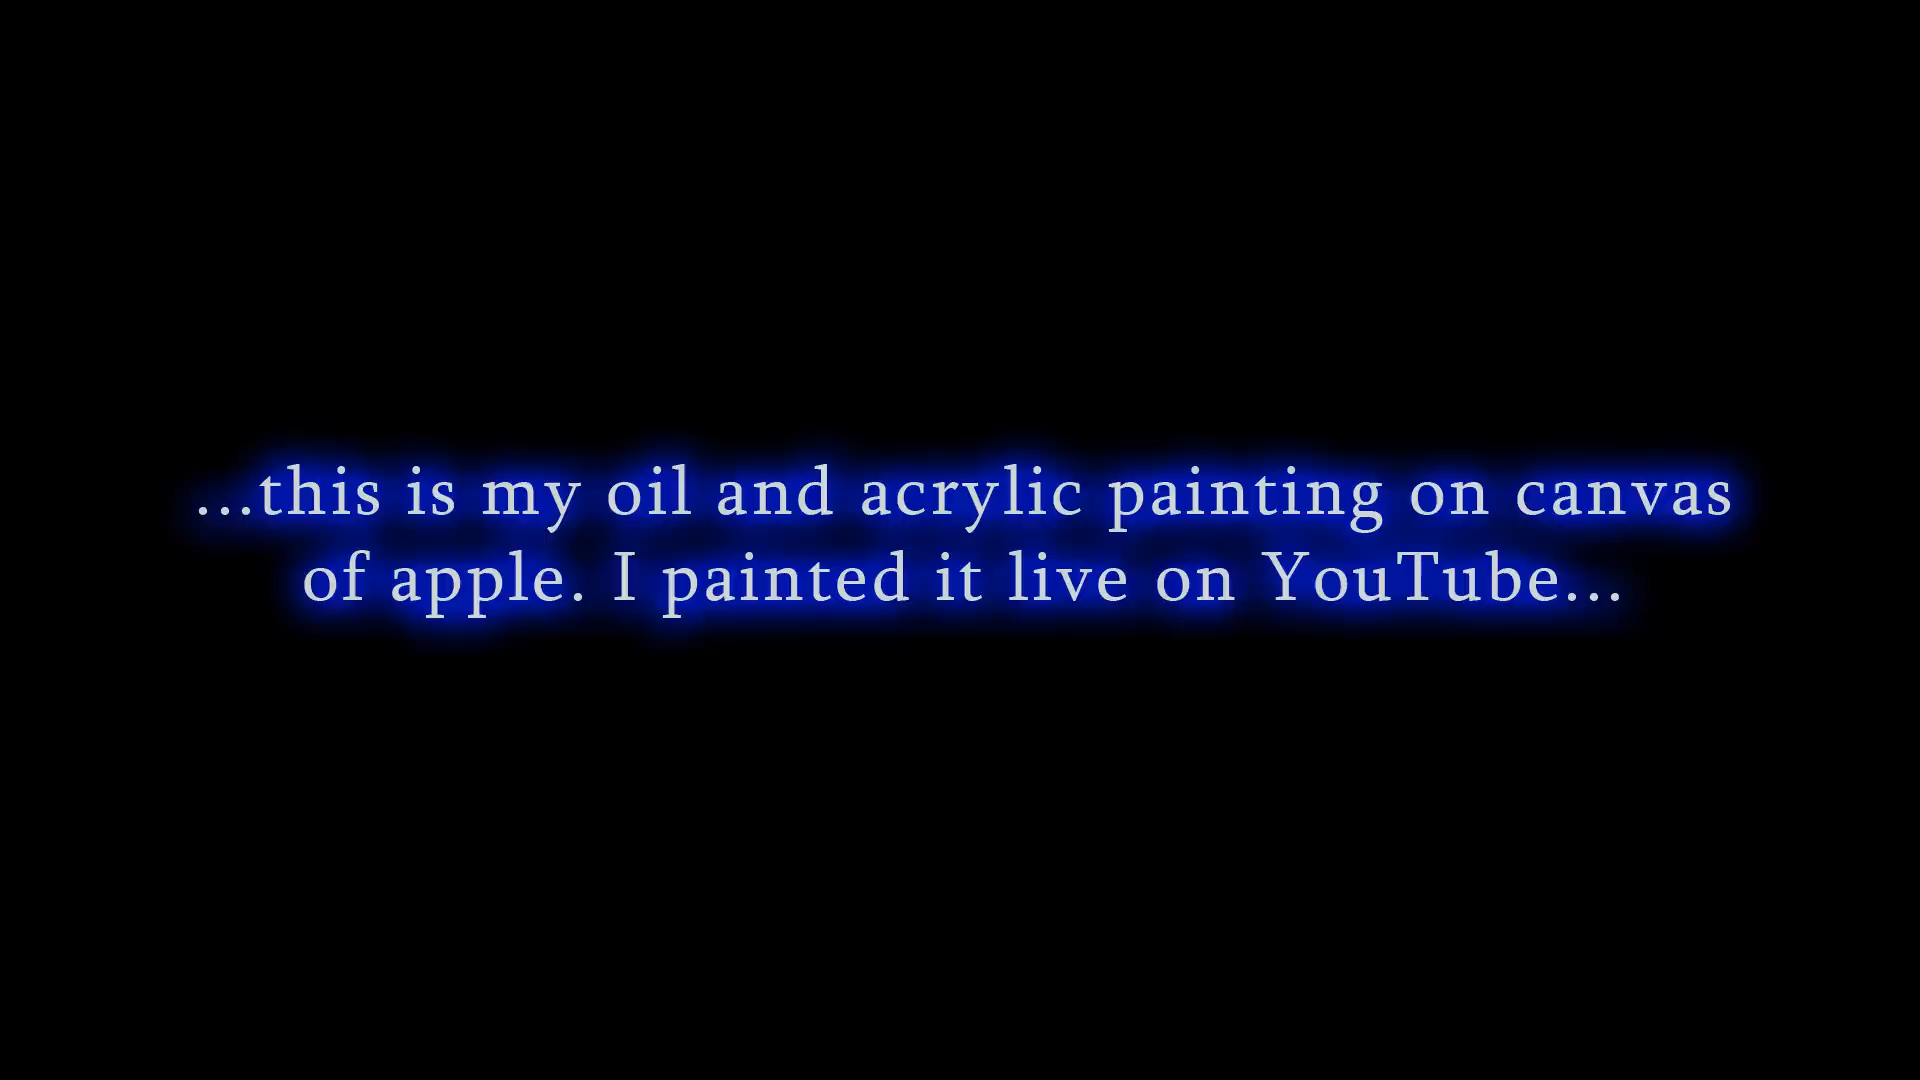 ...this is my oil and acrylic painting on canvas
of apple. I painted it live on YouTube...